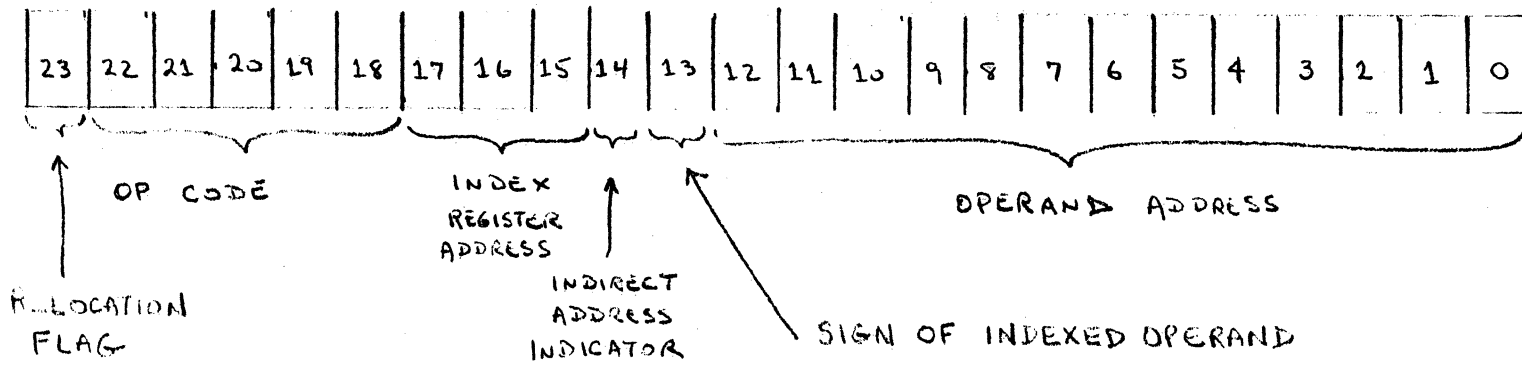 23 22 21 20 19 18 17 16 15 14 13 12 11 10 9 8 7 6 5 4 3 2 1 0
OP CODE
INDEX
REGISTER
ADDRESS
OPERAND ADDRESS
FLAG
INDIRECT
ADDRESS
INDICATOR
SIGN OF INDEXED OPERAND